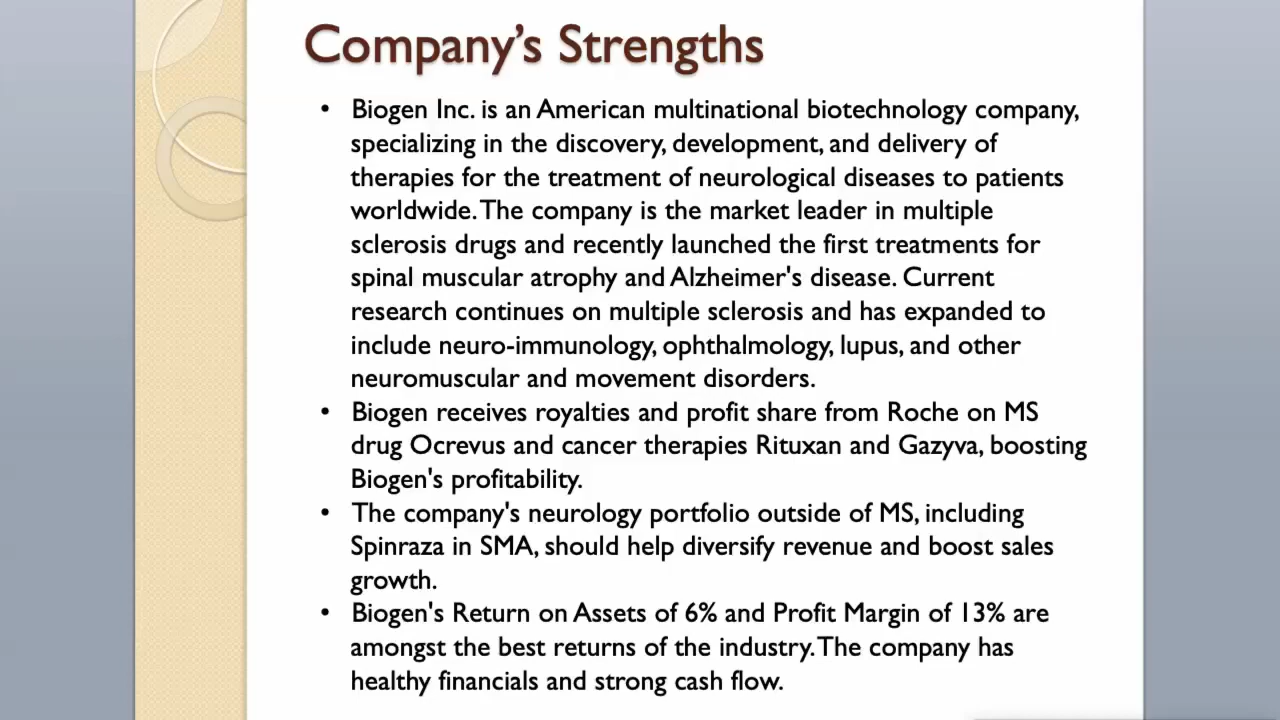 Company's Strengths
• Biogen Inc. is an American multinational biotechnology company,
specializing in the discovery, development, and delivery of
therapies for the treatment of neurological diseases to patients
worldwide. The company is the market leader in multiple
sclerosis drugs and recently launched the first treatments for
spinal muscular atrophy and Alzheimer's disease. Current
research continues on multiple sclerosis and has expanded to
include neuro-immunology, ophthalmology, lupus, and other
neuromuscular and movement disorders.
• Biogen receives royalties and profit share from Roche on MS
drug Ocrevus and cancer therapies Rituxan and Gazyva, boosting
Biogen's profitability.
• The company's neurology portfolio outside of MS, including
Spinraza in SMA, should help diversify revenue and boost sales
growth.
• Biogen's Return on Assets of 6% and Profit Margin of 13% are
amongst the best returns of the industry. The company has
healthy financials and strong cash flow.